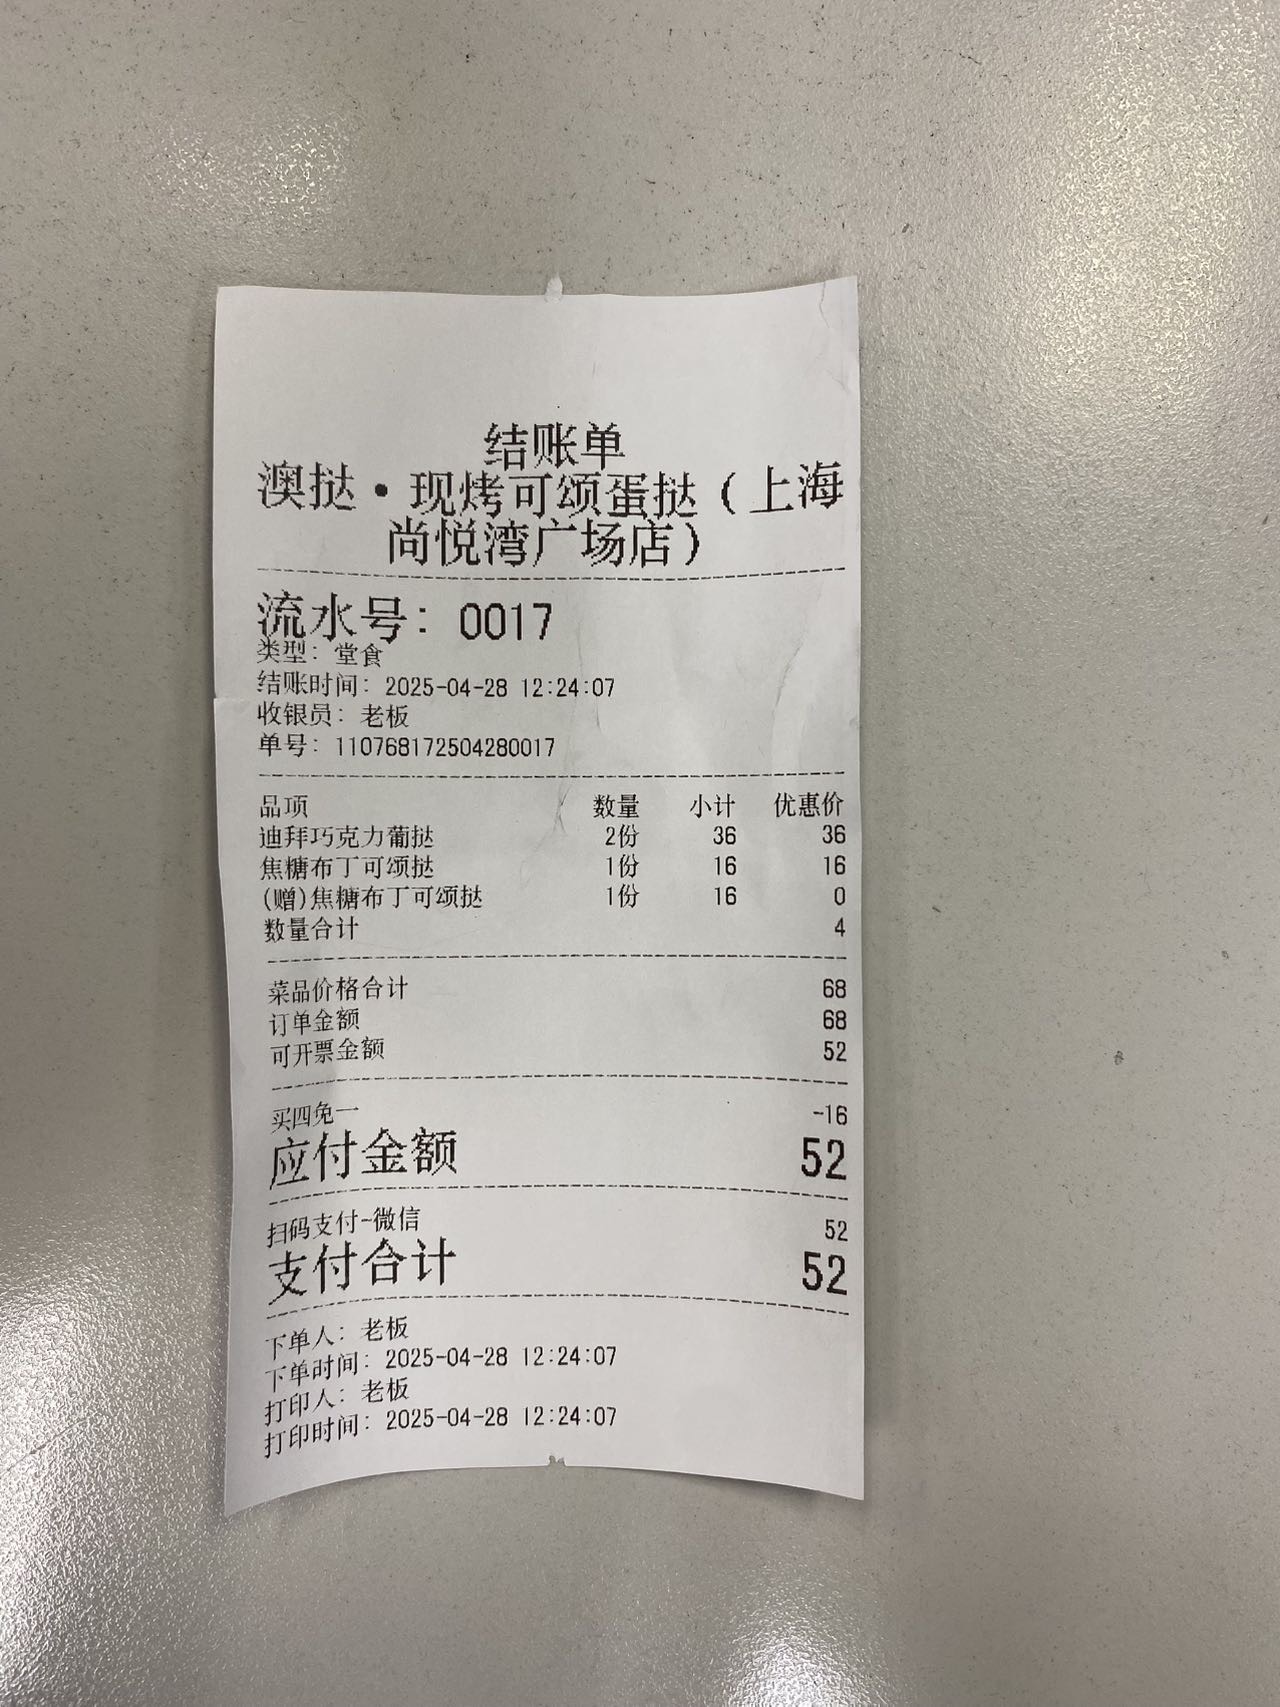 结账单
澳挞·现烤可颂蛋挞（上海
尚悦湾广场店）
流水号：0017
类型：堂食
结账时间：2025-04-28 12:24:07
收银员：老板
单号：110768172504280017
品项 数量 小计 优惠价
迪拜巧克力葡挞 2份 36 36
焦糖布丁可颂挞 1份 16 16
(赠)焦糖布丁可颂挞 1份 16 0
数量合计 4
菜品价格合计 68
订单金额 68
可开票金额 52
买四免一 -16
应付金额 52
扫码支付-微信 52
支付合计 52
下单人：老板
下单时间：2025-04-28 12:24:07
打印人：老板
打印时间：2025-04-28 12:24:07